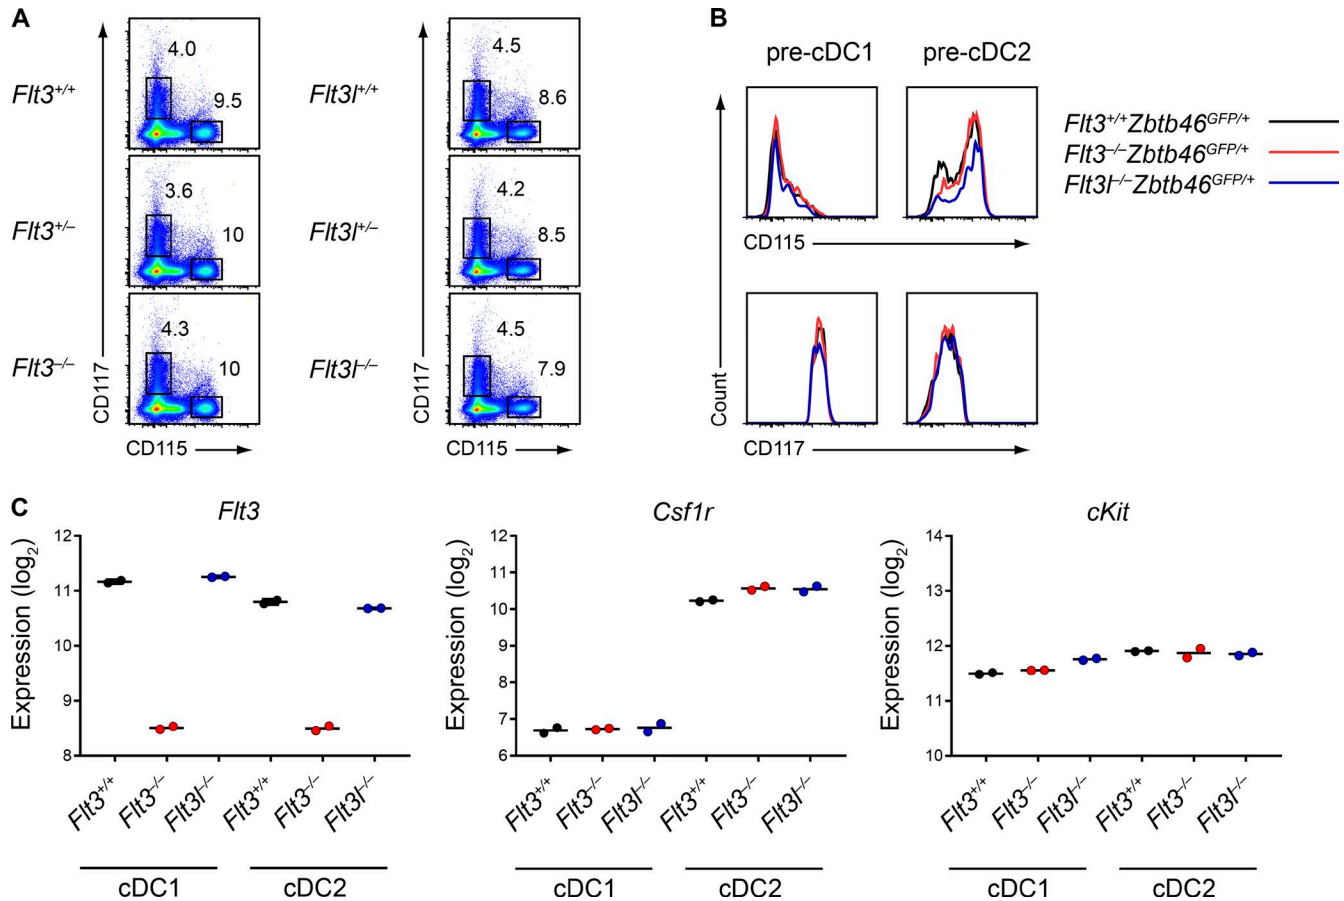 A
Flt3+/+
4.0
9.5
Flt3l+/+
4.5
8.6
Flt3+/–
3.6
10
Flt3l+/–
4.2
8.5
Flt3–/–
4.3
10
Flt3l–/–
4.5
7.9
CD117
CD117
CD115
CD115
B
pre-cDC1
pre-cDC2
Flt3+/+Zbtb46GFP/+
Flt3–/–Zbtb46GFP/+
Flt3l–/–Zbtb46GFP/+
CD115
Count
CD117
C
Flt3
Expression (log2)
12
11
10
9
8
Flt3+/+
Flt3–/–
Flt3l–/–
Flt3+/+
Flt3–/–
Flt3l–/–
cDC1
cDC2
Csf1r
Expression (log2)
12
11
10
9
8
7
6
Flt3+/+
Flt3–/–
Flt3l–/–
Flt3+/+
Flt3–/–
Flt3l–/–
cDC1
cDC2
cKit
Expression (log2)
14
13
12
11
10
Flt3+/+
Flt3–/–
Flt3l–/–
Flt3+/+
Flt3–/–
Flt3l–/–
cDC1
cDC2